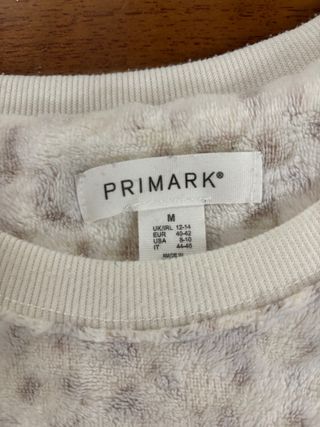 PRIMARK®
M
UK/IRL 12-14
EUR 40-42
USA 8-10
IT 44-46